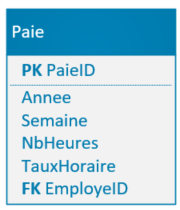 Paie
PK PaieID
Annee
Semaine
NbHeures
TauxHoraire
FK EmployeID